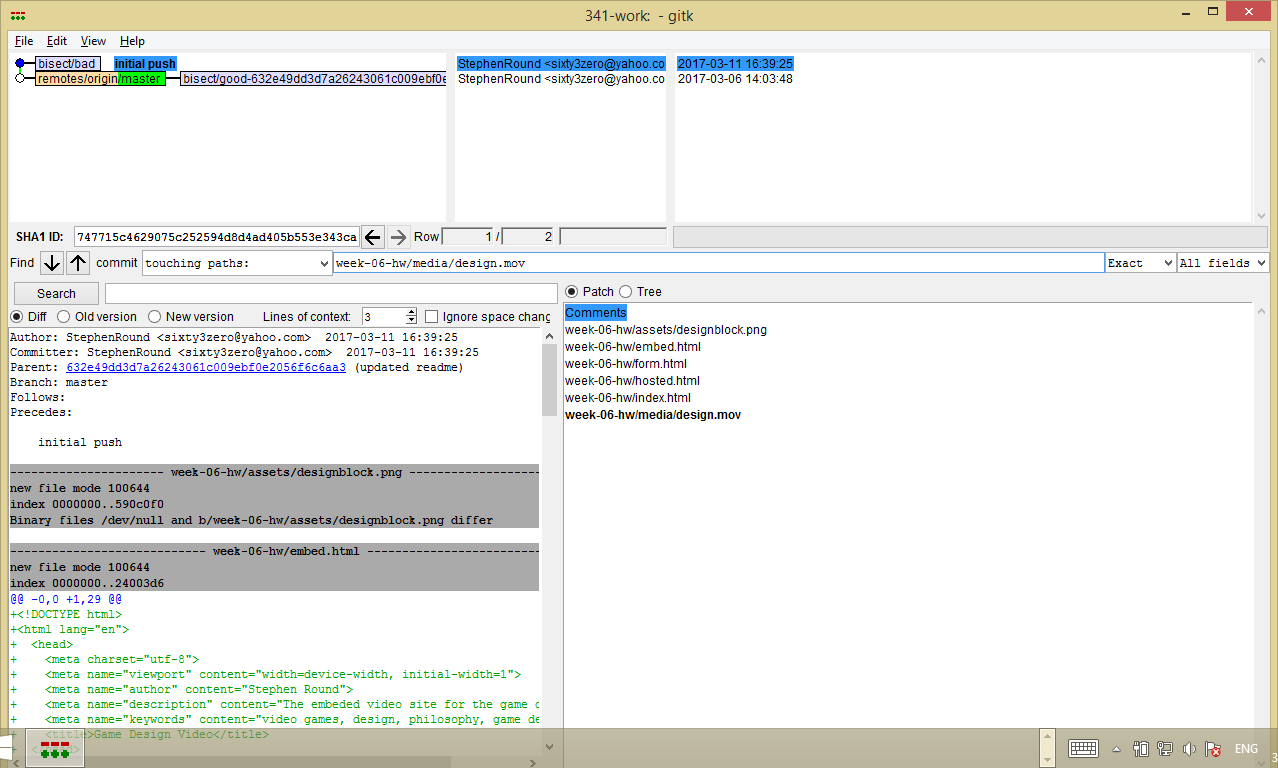 341-work: - gitk
File Edit View Help
bisect/bad initial push StephenRound <sixty3zero@yahoo.co 2017-03-11 16:39:25
remotes/origin/master bisect/good-632e49dd3d7a26243061c009ebf0e StephenRound <sixty3zero@yahoo.co 2017-03-06 14:03:48
SHA1 ID: 747715c4629075c252594d8d4ad405b553e343ca Row 1 / 2
Find commit touching paths: week-06-hw/media/design.mov Exact All fields
Search
Patch Tree
Diff Old version New version Lines of context: 3 Ignore space chang
Author: StephenRound <sixty3zero@yahoo.com> 2017-03-11 16:39:25
Committer: StephenRound <sixty3zero@yahoo.com> 2017-03-11 16:39:25
Parent: 632e49dd3d7a26243061c009ebf0e2056f6c6aa3 (updated readme)
Branch: master
Follows:
Precedes:
initial push
---------------------- week-06-hw/assets/designblock.png -------------------
new file mode 100644
index 0000000..590c0f0
Binary files /dev/null and b/week-06-hw/assets/designblock.png differ
---------------------------- week-06-hw/embed.html -------------------------
new file mode 100644
index 0000000..24003d6
@@ -0,0 +1,29 @@
+<!DOCTYPE html>
+<html lang="en">
+  <head>
+    <meta charset="utf-8">
+    <meta name="viewport" content="width=device-width, initial-width=1">
+    <meta name="author" content="Stephen Round">
+    <meta name="description" content="The embeded video site for the game
+    <meta name="keywords" content="video games, design, philosophy, game de
+    <title>Game Design Video</title>
Comments
week-06-hw/assets/designblock.png
week-06-hw/embed.html
week-06-hw/form.html
week-06-hw/hosted.html
week-06-hw/index.html
week-06-hw/media/design.mov
ENG
3